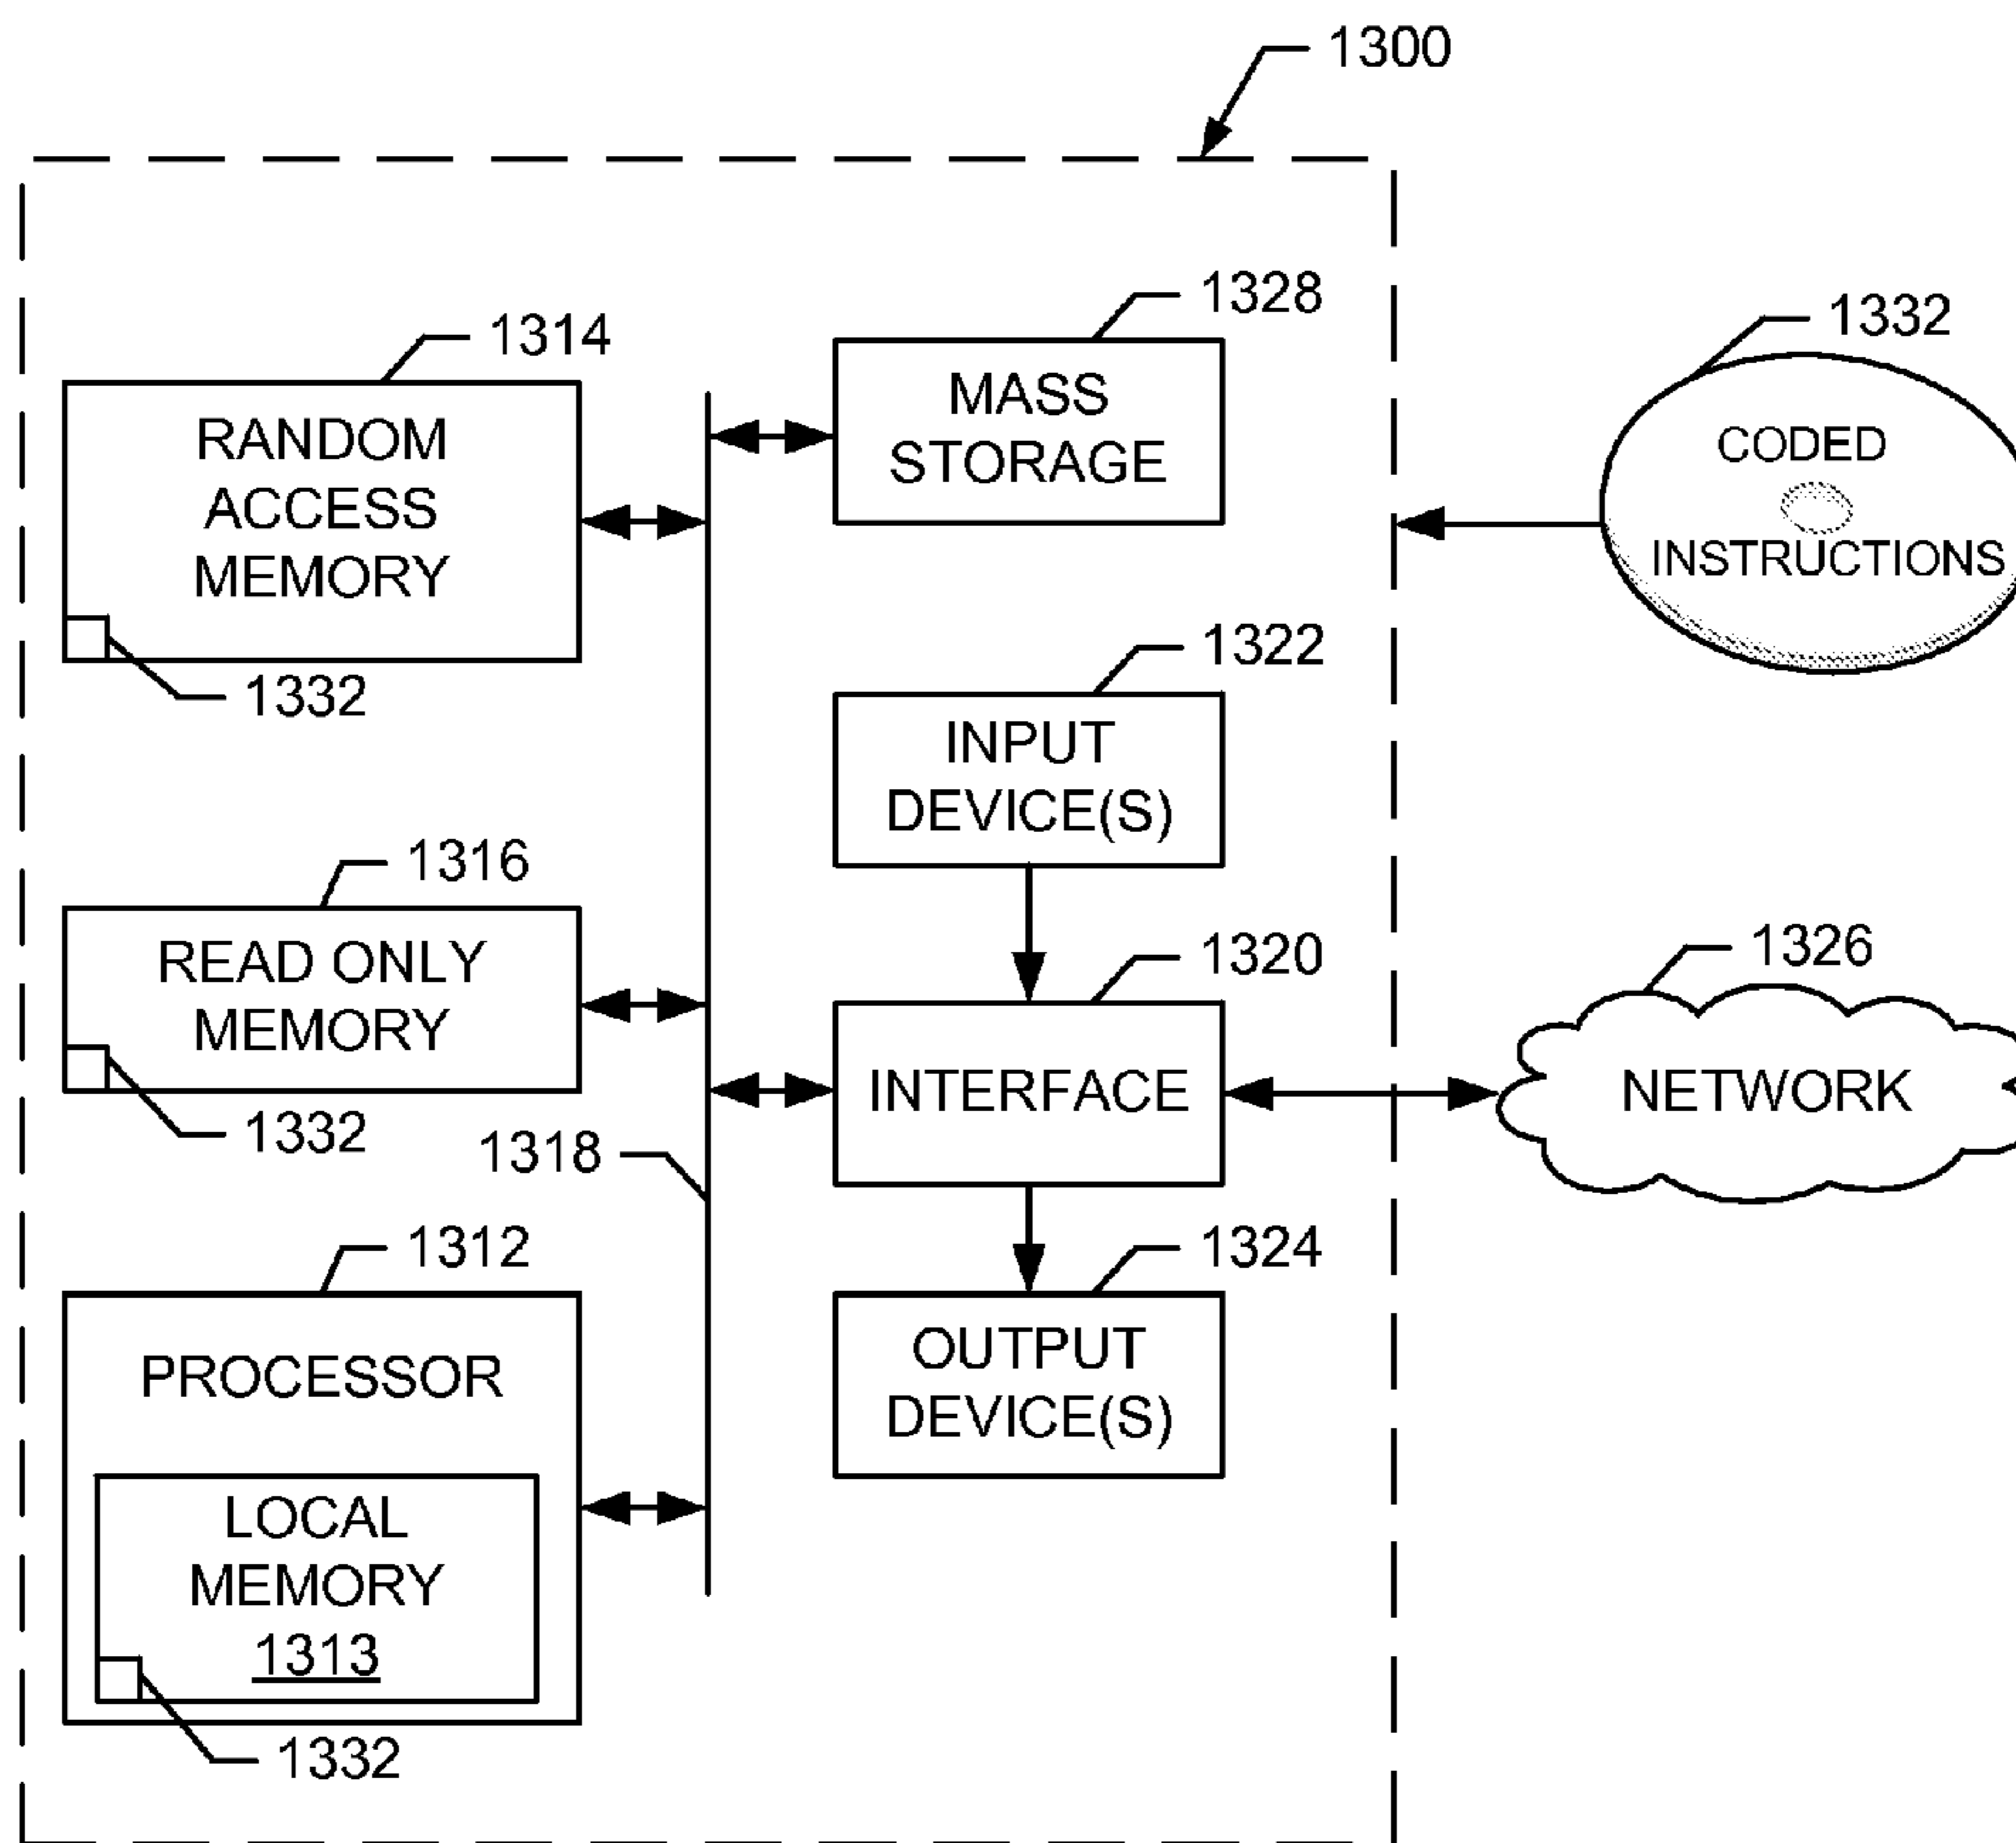 1300
1328
1314
1332
MASS
STORAGE
RANDOM
ACCESS
MEMORY
CODED
INSTRUCTIONS
1332
1322
INPUT
DEVICE(S)
1316
READ ONLY
MEMORY
1332
1320
1326
INTERFACE
NETWORK
1318
1312
1324
PROCESSOR
OUTPUT
DEVICE(S)
LOCAL
MEMORY
1313
1332